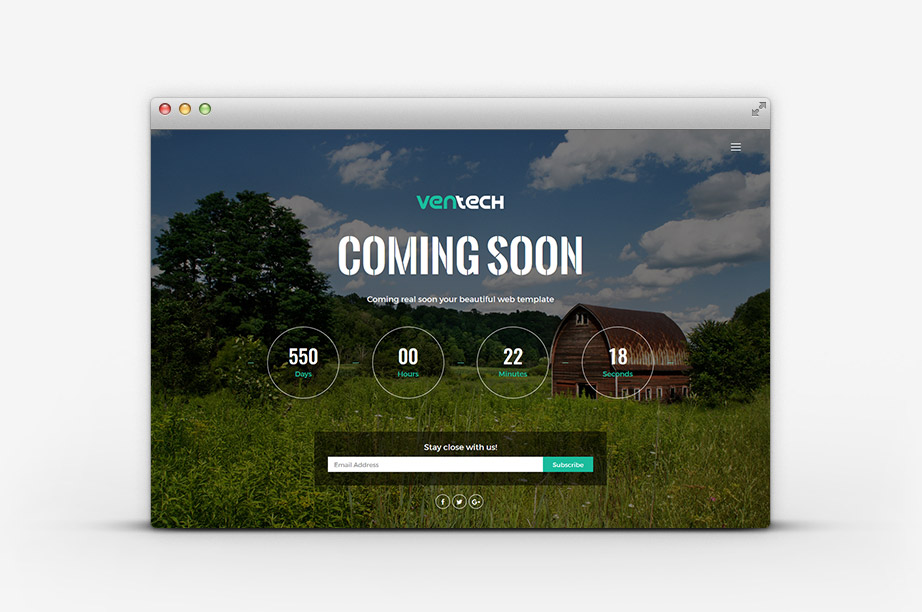 ventech
COMING SOON
Coming real soon your beautiful web template
550 00 22 18
Days Hours Minutes Seconds
Stay close with us!
Email Address Subscribe
f G+